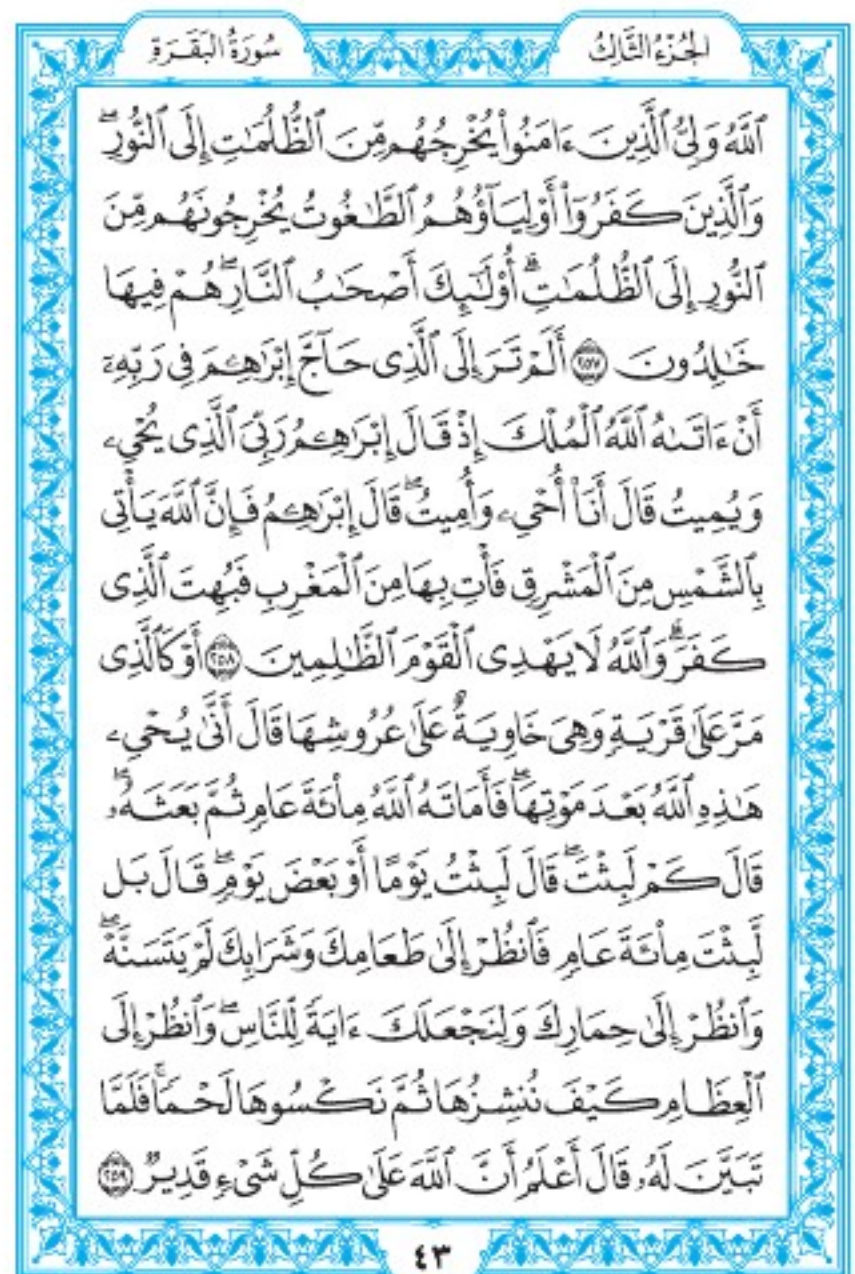 الجُزْءُ الثَّالِثُ
سُورَةُ البَقَرَةِ
ٱللَّهُ وَلِيُّ ٱلَّذِينَ ءَامَنُوا۟ يُخْرِجُهُم مِّنَ ٱلظُّلُمَٰتِ إِلَى ٱلنُّورِ ۖ
وَٱلَّذِينَ كَفَرُوٓا۟ أَوْلِيَآؤُهُمُ ٱلطَّٰغُوتُ يُخْرِجُونَهُم مِّنَ
ٱلنُّورِ إِلَى ٱلظُّلُمَٰتِ ۗ أُو۟لَٰٓئِكَ أَصْحَٰبُ ٱلنَّارِ ۖ هُمْ فِيهَا
خَٰلِدُونَ ٢٥٧ أَلَمْ تَرَ إِلَى ٱلَّذِى حَآجَّ إِبْرَٰهِـۧمَ فِى رَبِّهِۦٓ
أَنْ ءَاتَىٰهُ ٱللَّهُ ٱلْمُلْكَ إِذْ قَالَ إِبْرَٰهِـۧمُ رَبِّىَ ٱلَّذِى يُحْىِۦ
وَيُمِيتُ قَالَ أَنَا۠ أُحْىِۦ وَأُمِيتُ ۖ قَالَ إِبْرَٰهِـۧمُ فَإِنَّ ٱللَّهَ يَأْتِى
بِٱلشَّمْسِ مِنَ ٱلْمَشْرِقِ فَأْتِ بِهَا مِنَ ٱلْمَغْرِبِ فَبُهِتَ ٱلَّذِى
كَفَرَ ۗ وَٱللَّهُ لَا يَهْدِى ٱلْقَوْمَ ٱلظَّٰلِمِينَ ٢٥٨ أَوْ كَٱلَّذِى
مَرَّ عَلَىٰ قَرْيَةٍ وَهِىَ خَاوِيَةٌ عَلَىٰ عُرُوشِهَا قَالَ أَنَّىٰ يُحْىِۦ
هَٰذِهِ ٱللَّهُ بَعْدَ مَوْتِهَا ۖ فَأَمَاتَهُ ٱللَّهُ مِا۟ئَةَ عَامٍ ثُمَّ بَعَثَهُۥ ۖ
قَالَ كَمْ لَبِثْتَ ۖ قَالَ لَبِثْتُ يَوْمًا أَوْ بَعْضَ يَوْمٍ ۖ قَالَ بَل
لَّبِثْتَ مِا۟ئَةَ عَامٍ فَٱنظُرْ إِلَىٰ طَعَامِكَ وَشَرَابِكَ لَمْ يَتَسَنَّهْ ۖ
وَٱنظُرْ إِلَىٰ حِمَارِكَ وَلِنَجْعَلَكَ ءَايَةً لِّلنَّاسِ ۖ وَٱنظُرْ إِلَى
ٱلْعِظَامِ كَيْفَ نُنشِزُهَا ثُمَّ نَكْسُوهَا لَحْمًا ۚ فَلَمَّا
تَبَيَّنَ لَهُۥ قَالَ أَعْلَمُ أَنَّ ٱللَّهَ عَلَىٰ كُلِّ شَىْءٍ قَدِيرٌ ٢٥٩
٤٣